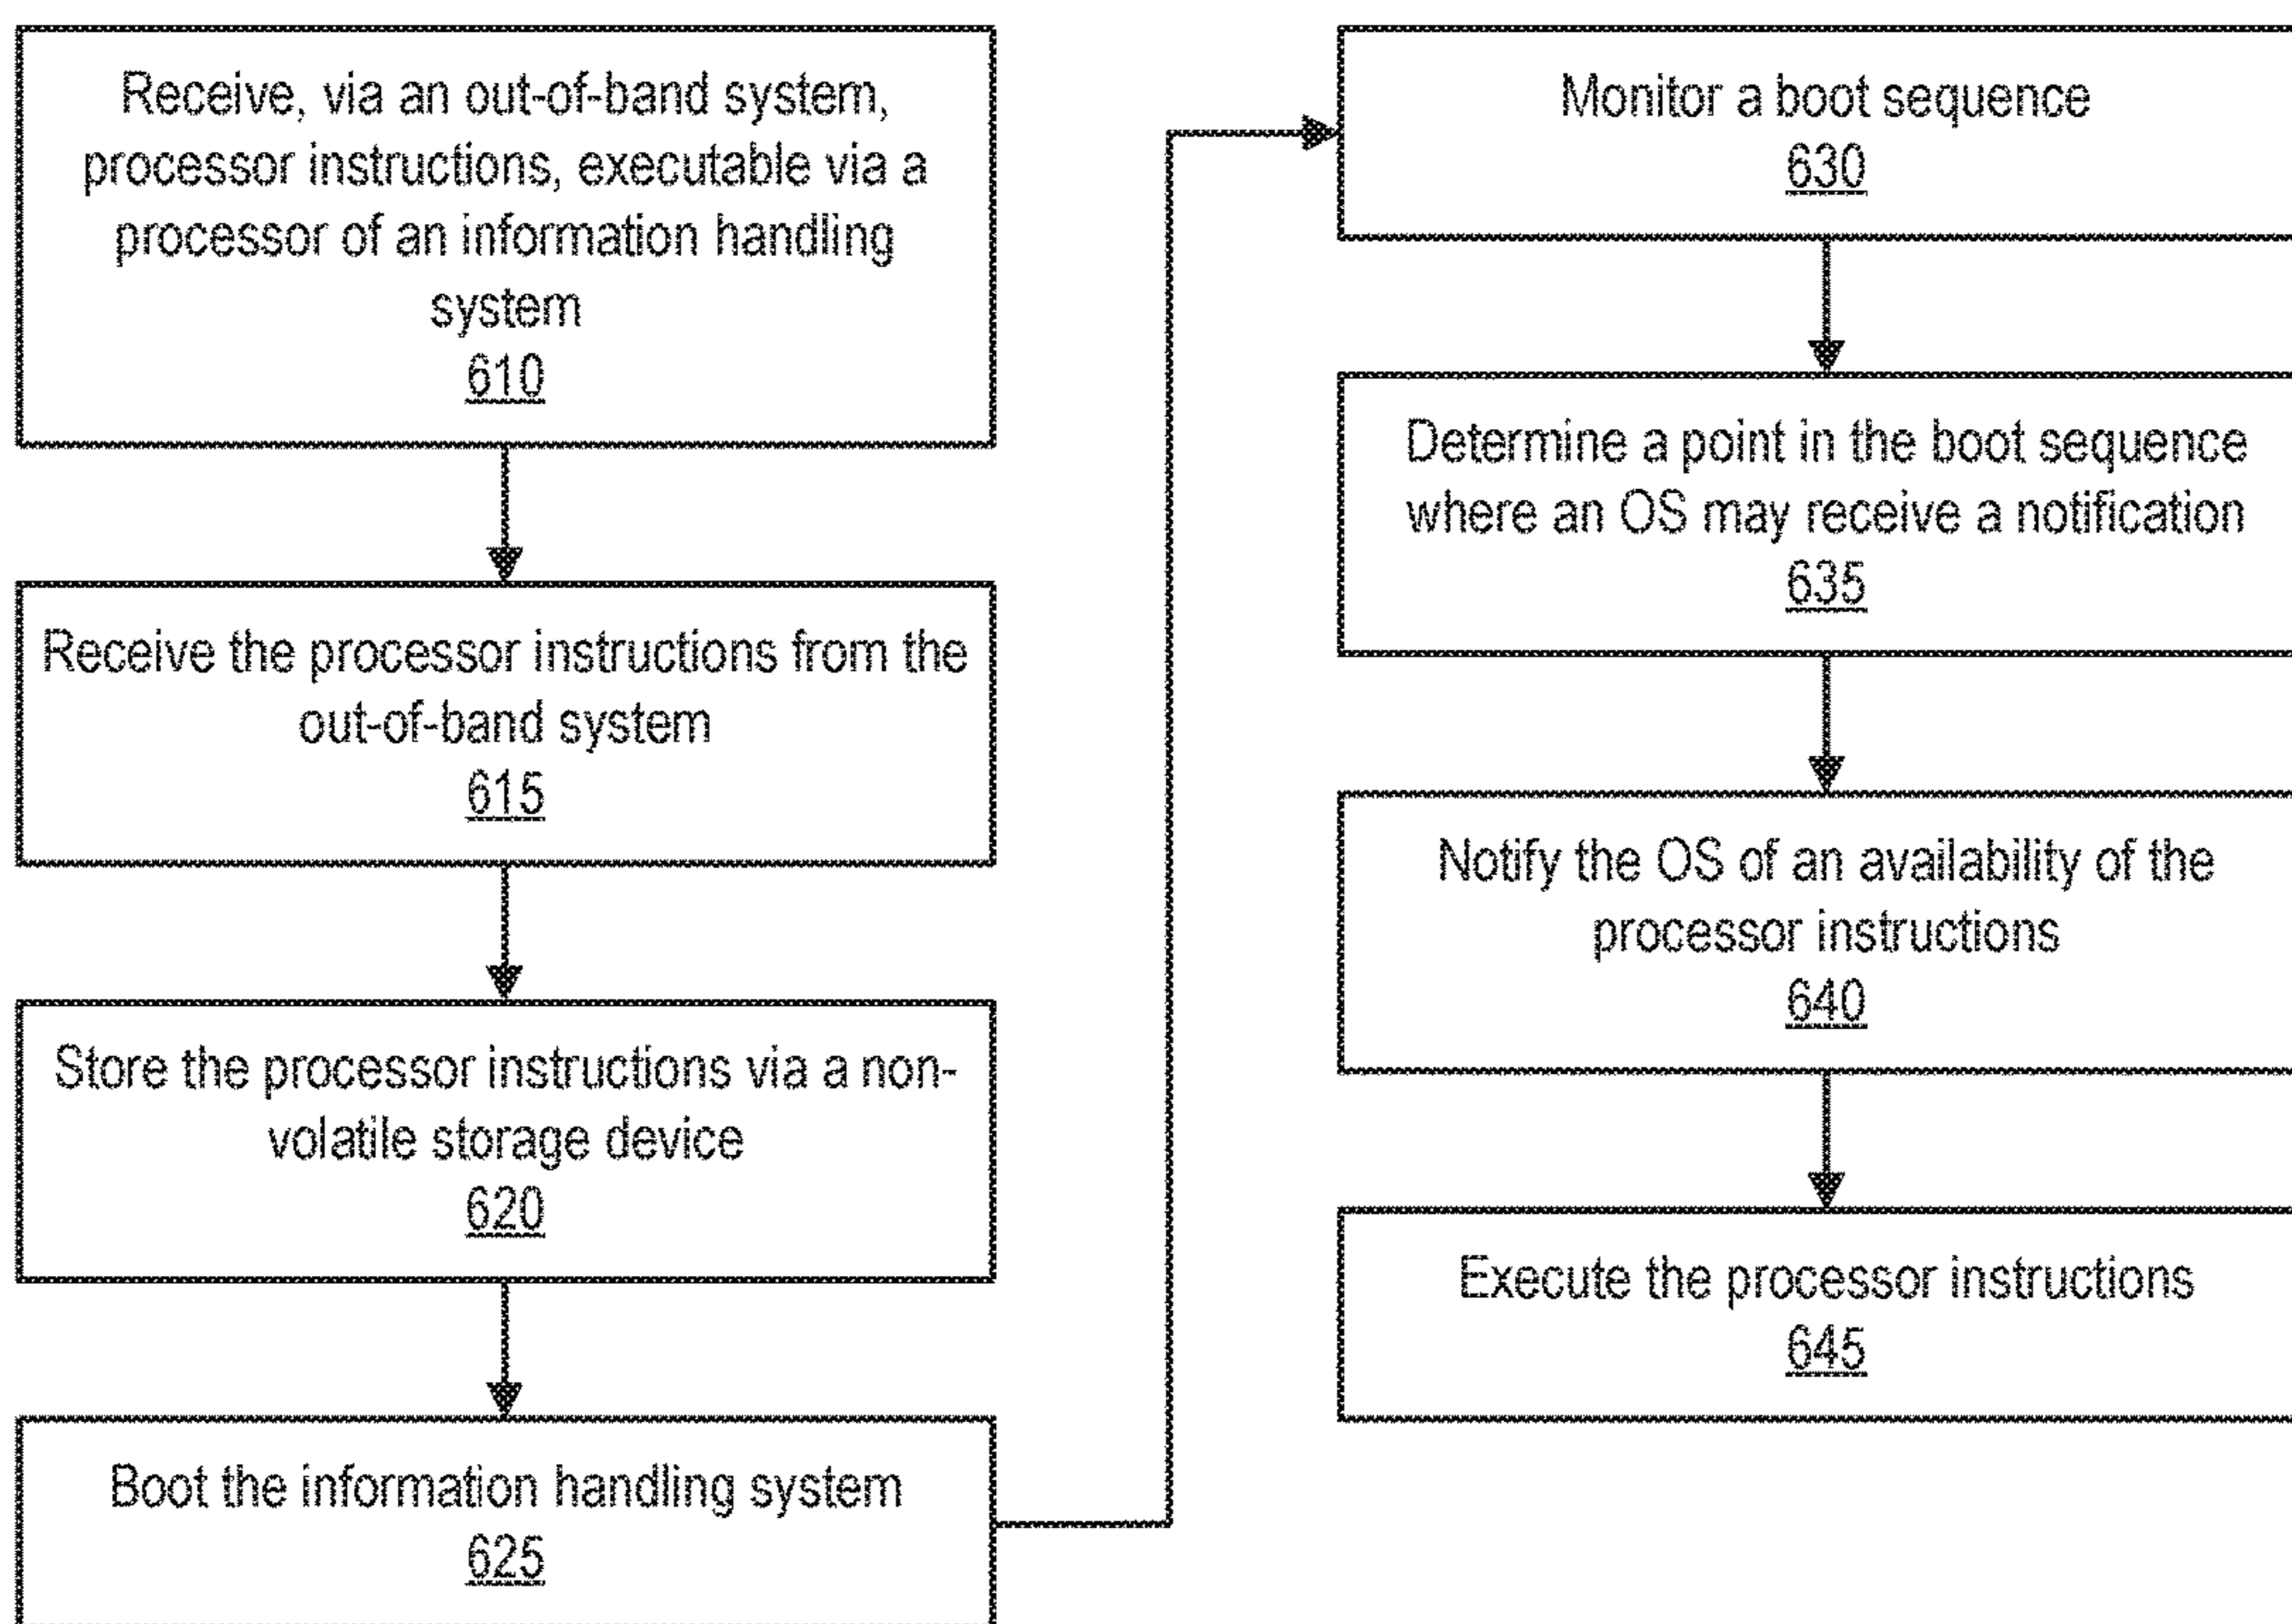 Receive, via an out-of-band system,
processor instructions, executable via a
processor of an information handling
system
610
Receive the processor instructions from the
out-of-band system
615
Store the processor instructions via a non-
volatile storage device
620
Boot the information handling system
625
Monitor a boot sequence
630
Determine a point in the boot sequence
where an OS may receive a notification
635
Notify the OS of an availability of the
processor instructions
640
Execute the processor instructions
645